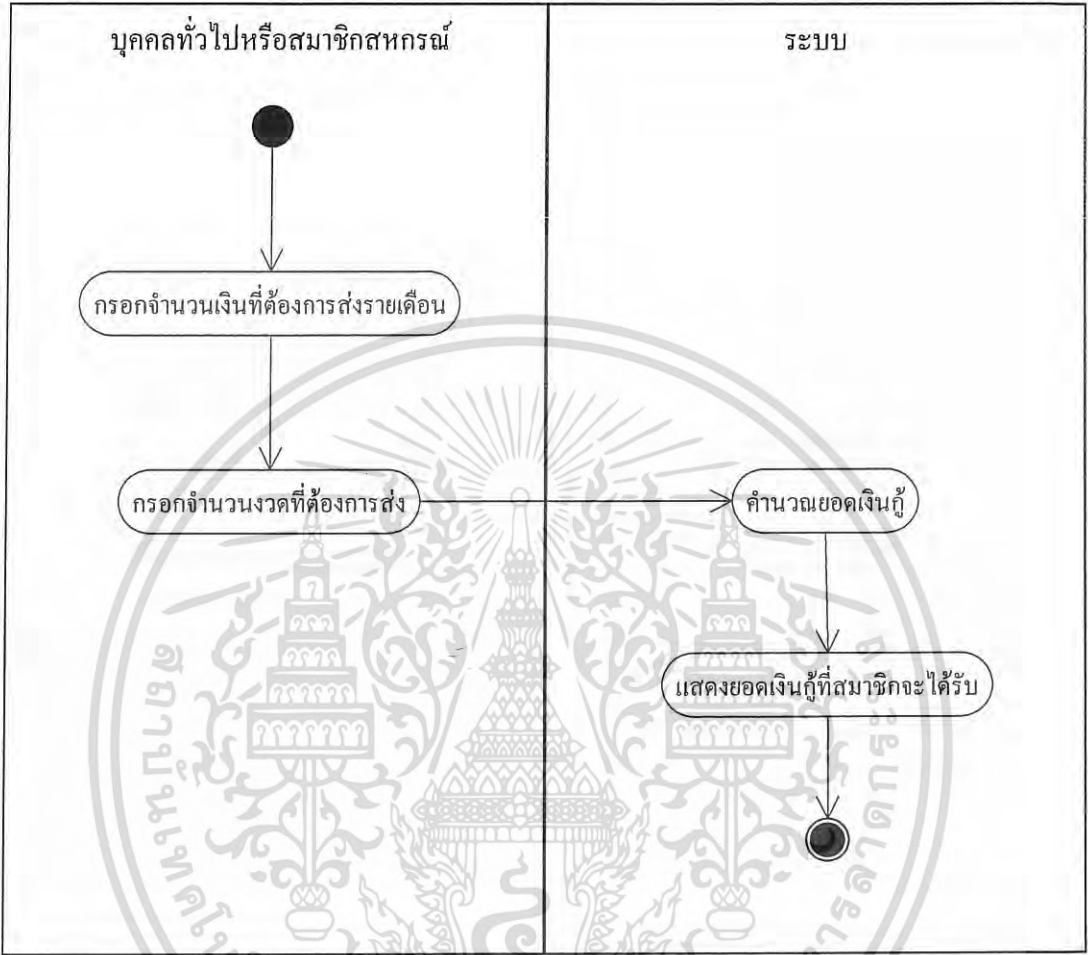 บุคคลทั่วไปหรือสมาชิกสหกรณ์
ระบบ
กรอกจำนวนเงินที่ต้องการส่งรายเดือน
กรอกจำนวนงวดที่ต้องการส่ง
คำนวณยอดเงินกู้
แสดงยอดเงินกู้ที่สมาชิกจะได้รับ